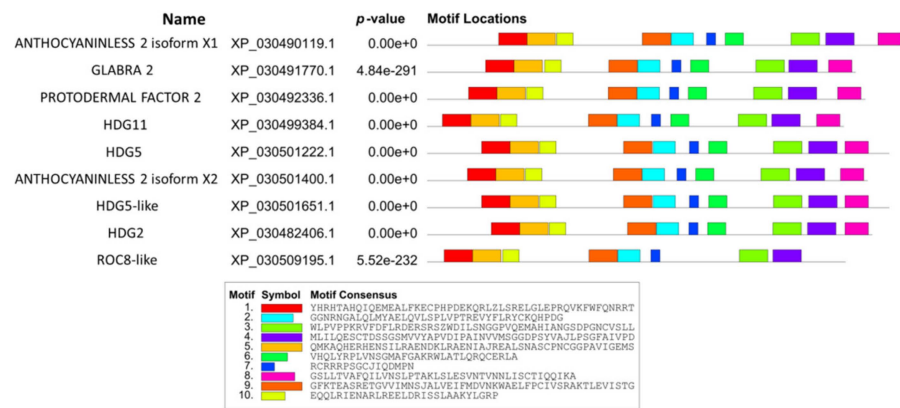 Name p-value Motif Locations
ANTHOCYANINLESS 2 isoform X1 XP_030490119.1 0.00e+0
GLABRA 2 XP_030491770.1 4.84e-291
PROTODERMAL FACTOR 2 XP_030492336.1 0.00e+0
HDG11 XP_030499384.1 0.00e+0
HDG5 XP_030501222.1 0.00e+0
ANTHOCYANINLESS 2 isoform X2 XP_030501400.1 0.00e+0
HDG5-like XP_030501651.1 0.00e+0
HDG2 XP_030482406.1 0.00e+0
ROC8-like XP_030509195.1 5.52e-232
Motif Symbol Motif Consensus
1. YHRHTAHQIQEMEALFKECPHPDEKQRLZLSRELGLEPRQVKFWFQNRRT
2. GGNRNGALQLMYAELQVLSPLVPTREVYFLRYCKQHPDG
3. WLPVPPKRVFDFLRDERSRSZWDILSNGGPVQEMAHIANGSDPGNCVSLL
4. MLILQESCTDSSGSMVVYAPVDIPAINVVMSGGDPSYVALLPSGFAIVPD
5. QMKAQHERHENSILRAENDKLRAENIAJREALSNASCPNCGGPAVIGEMS
6. VHQLYRPLVNSGMAFGAKRWLATLQRQCERLA
7. RCRRRPSGCJIQDMPN
8. GSLLTVAFQILVNSLPTAKLSLESVNTVNNLISCTIQQIKA
9. GFKTEASRETGVVIMNSJALVEIFMDVNKWAELFPCIVSRAKTLEVISTG
10. EQQLRIENARLREELDRISSLAAKYLGRP